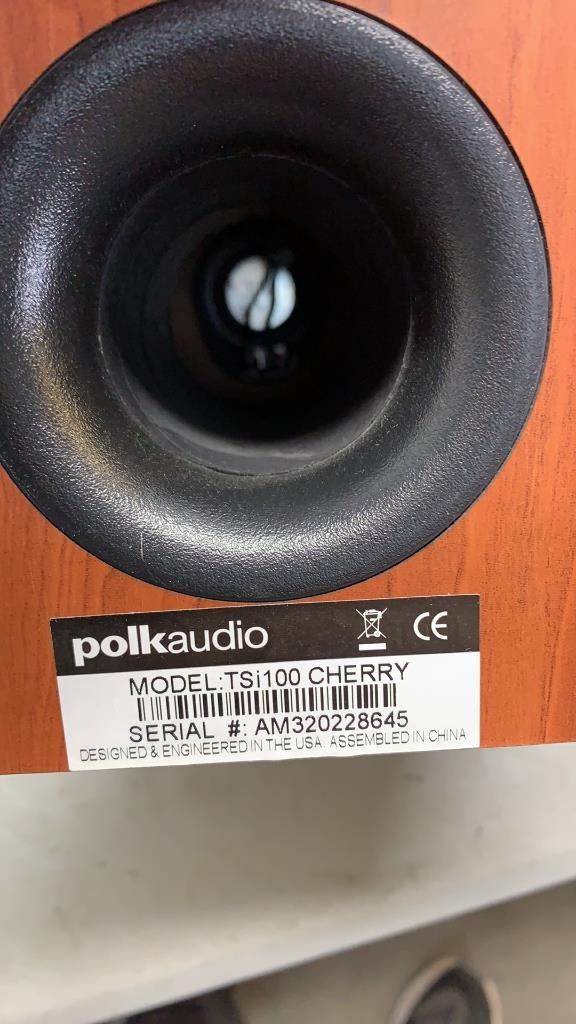 polkaudio CE
MODEL:TSi100 CHERRY
SERIAL #: AM320228645
DESIGNED & ENGINEERED IN THE USA. ASSEMBLED IN CHINA